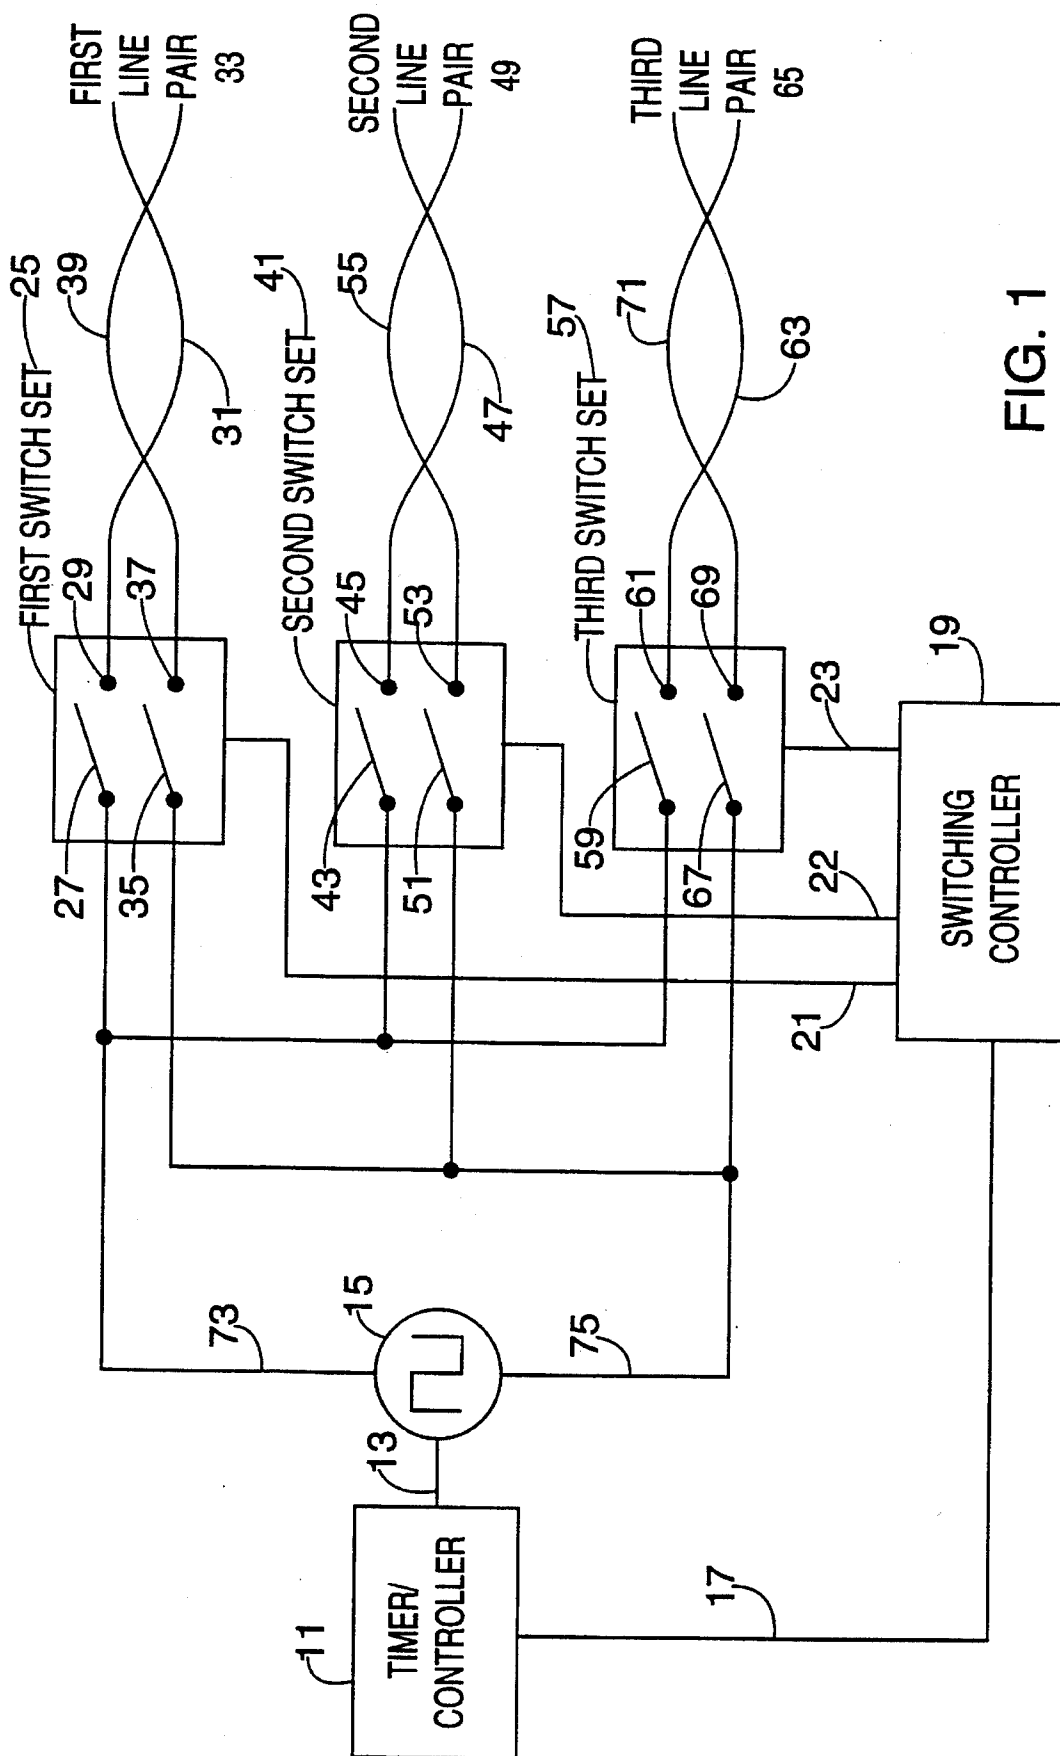 FIRST
LINE
PAIR
33
SECOND
LINE
PAIR
49
THIRD
LINE
PAIR
65
FIRST SWITCH SET
25
39
31
29
37
27
35
SECOND SWITCH SET
41
55
47
45
53
43
51
THIRD SWITCH SET
57
71
63
61
69
59
67
73
15
75
13
TIMER/
CONTROLLER
11
17
21
22
23
SWITCHING
CONTROLLER
19
FIG. 1